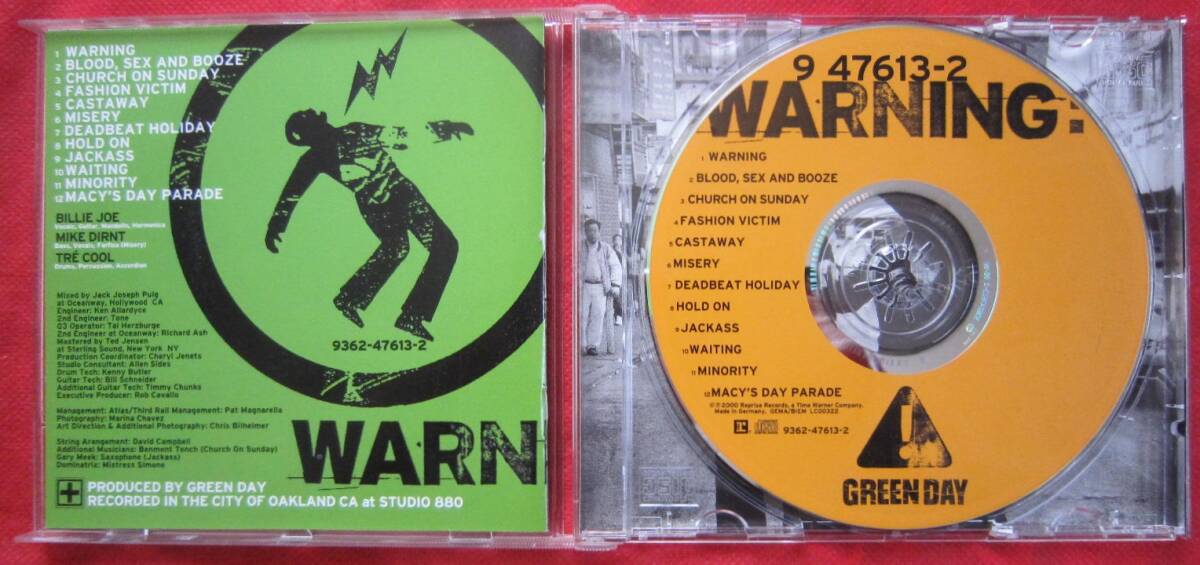 1 WARNING
2 BLOOD, SEX AND BOOZE
3 CHURCH ON SUNDAY
4 FASHION VICTIM
5 CASTAWAY
6 MISERY
7 DEADBEAT HOLIDAY
8 HOLD ON
9 JACKASS
10 WAITING
11 MINORITY
12 MACY'S DAY PARADE
BILLIE JOE
Vocals, Guitar, Mandolin, Harmonica
MIKE DIRNT
Bass, Vocals, Farfisa (Misery)
TRÉ COOL
Drums, Percussion, Accordion
Mixed by Jack Joseph Puig
at Oceanway, Hollywood CA
Engineer: Ken Allardyce
2nd Engineer: Tone
G3 Operator: Tal Herzburge
2nd Engineer at Oceanway: Richard Ash
Mastered by Ted Jensen
at Sterling Sound, New York NY
Production Coordinator: Cheryl Jenets
Studio Consultant: Allen Sides
Drum Tech: Kenny Butler
Guitar Tech: Bill Schneider
Additional Guitar Tech: Timmy Chunks
Executive Producer: Rob Cavallo
Management: Atlas/Third Rail Management: Pat Magnarella
Photography: Marina Chavez
Art Direction & Additional Photography: Chris Bilheimer
String Arangement: David Campbell
Additional Musicians: Benment Tench (Church On Sunday)
Gary Meek: Saxophone (Jackass)
Dominatrix: Mistress Simone
PRODUCED BY GREEN DAY
RECORDED IN THE CITY OF OAKLAND CA at STUDIO 880
9362-47613-2
WARN
9 47613-2
WARNING:
1 WARNING
2 BLOOD, SEX AND BOOZE
3 CHURCH ON SUNDAY
4 FASHION VICTIM
5 CASTAWAY
6 MISERY
7 DEADBEAT HOLIDAY
8 HOLD ON
9 JACKASS
10 WAITING
11 MINORITY
12 MACY'S DAY PARADE
©℗2000 Reprise Records, a Time Warner Company.
Made in Germany. GEMA/BIEM LC00322
9362-47613-2
!
GREEN DAY